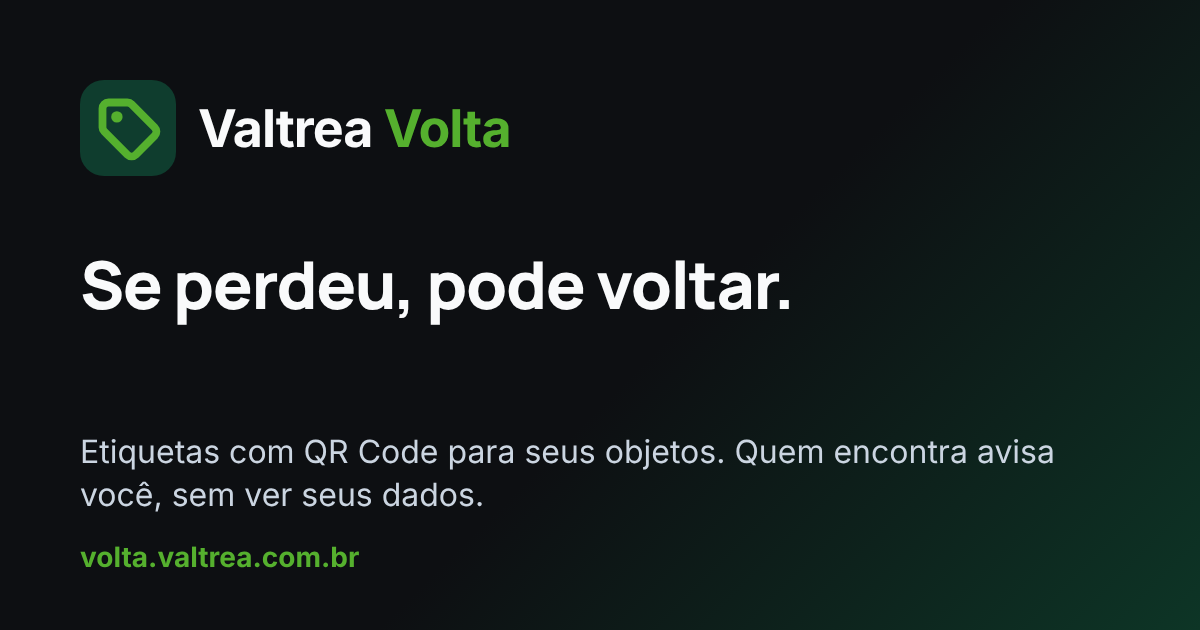 Valtrea Volta
Se perdeu, pode voltar.
Etiquetas com QR Code para seus objetos. Quem encontra avisa
você, sem ver seus dados.
volta.valtrea.com.br